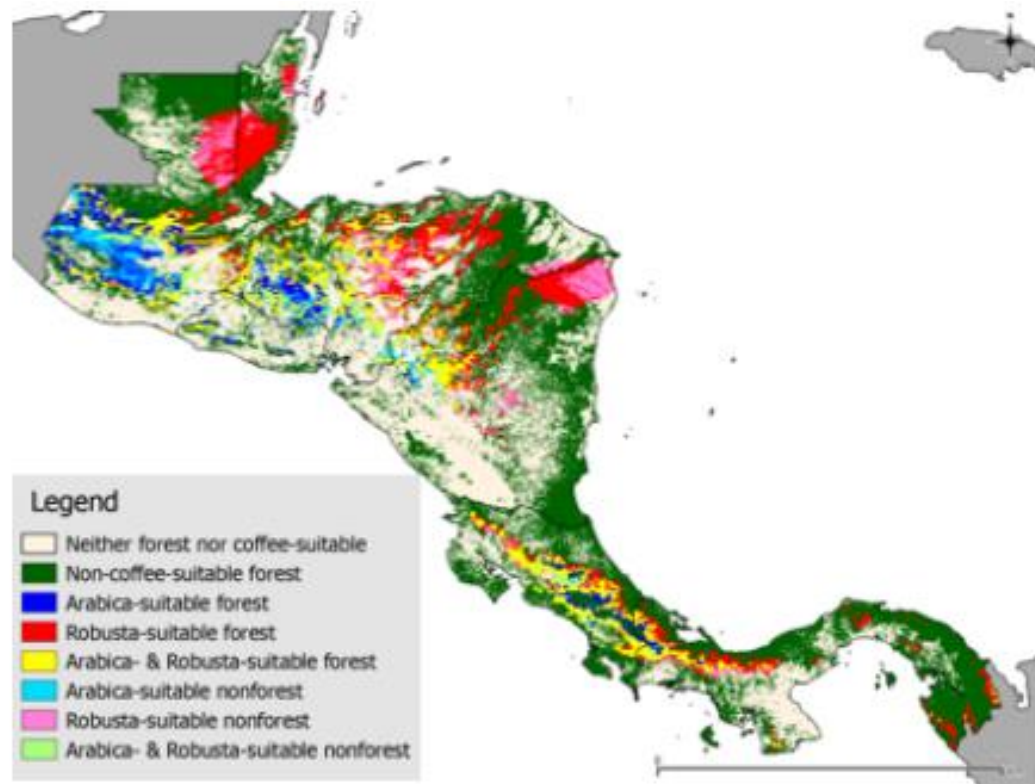 Legend
Neither forest nor coffee-suitable
Non-coffee-suitable forest
Arabica-suitable forest
Robusta-suitable forest
Arabica- & Robusta-suitable forest
Arabica-suitable nonforest
Robusta-suitable nonforest
Arabica- & Robusta-suitable nonforest